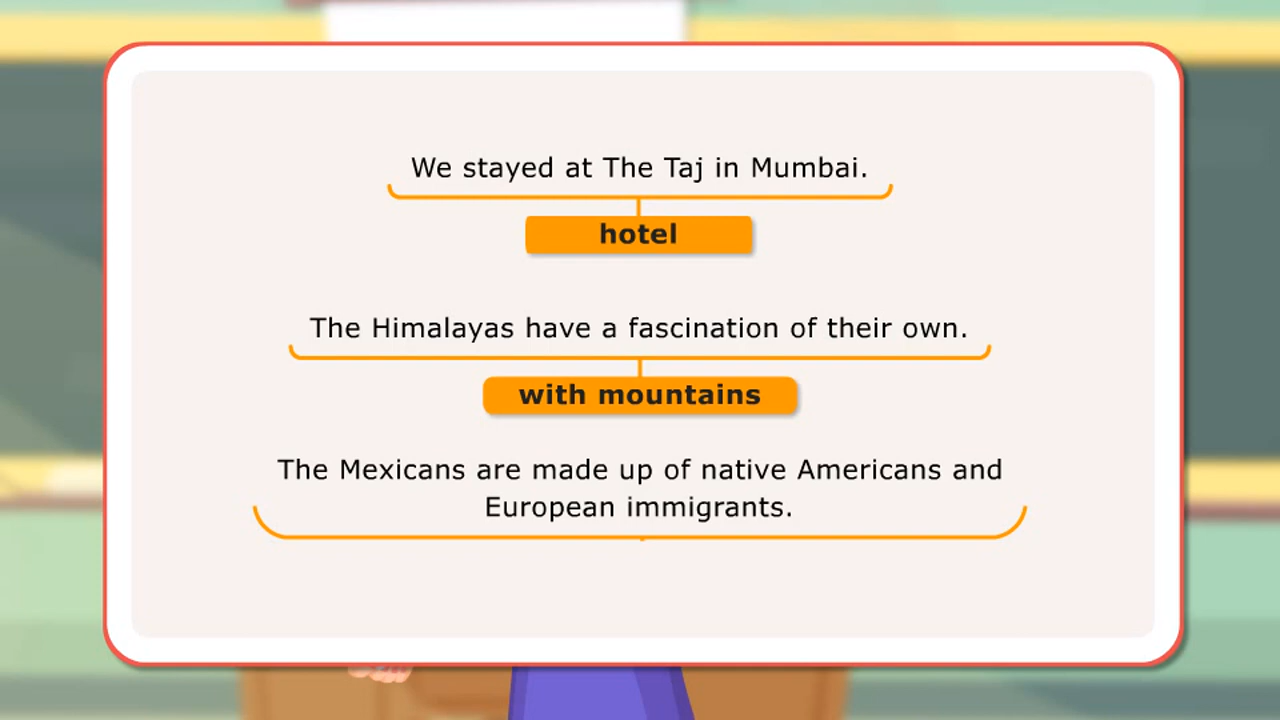 We stayed at The Taj in Mumbai.
hotel
The Himalayas have a fascination of their own.
with mountains
The Mexicans are made up of native Americans and
European immigrants.